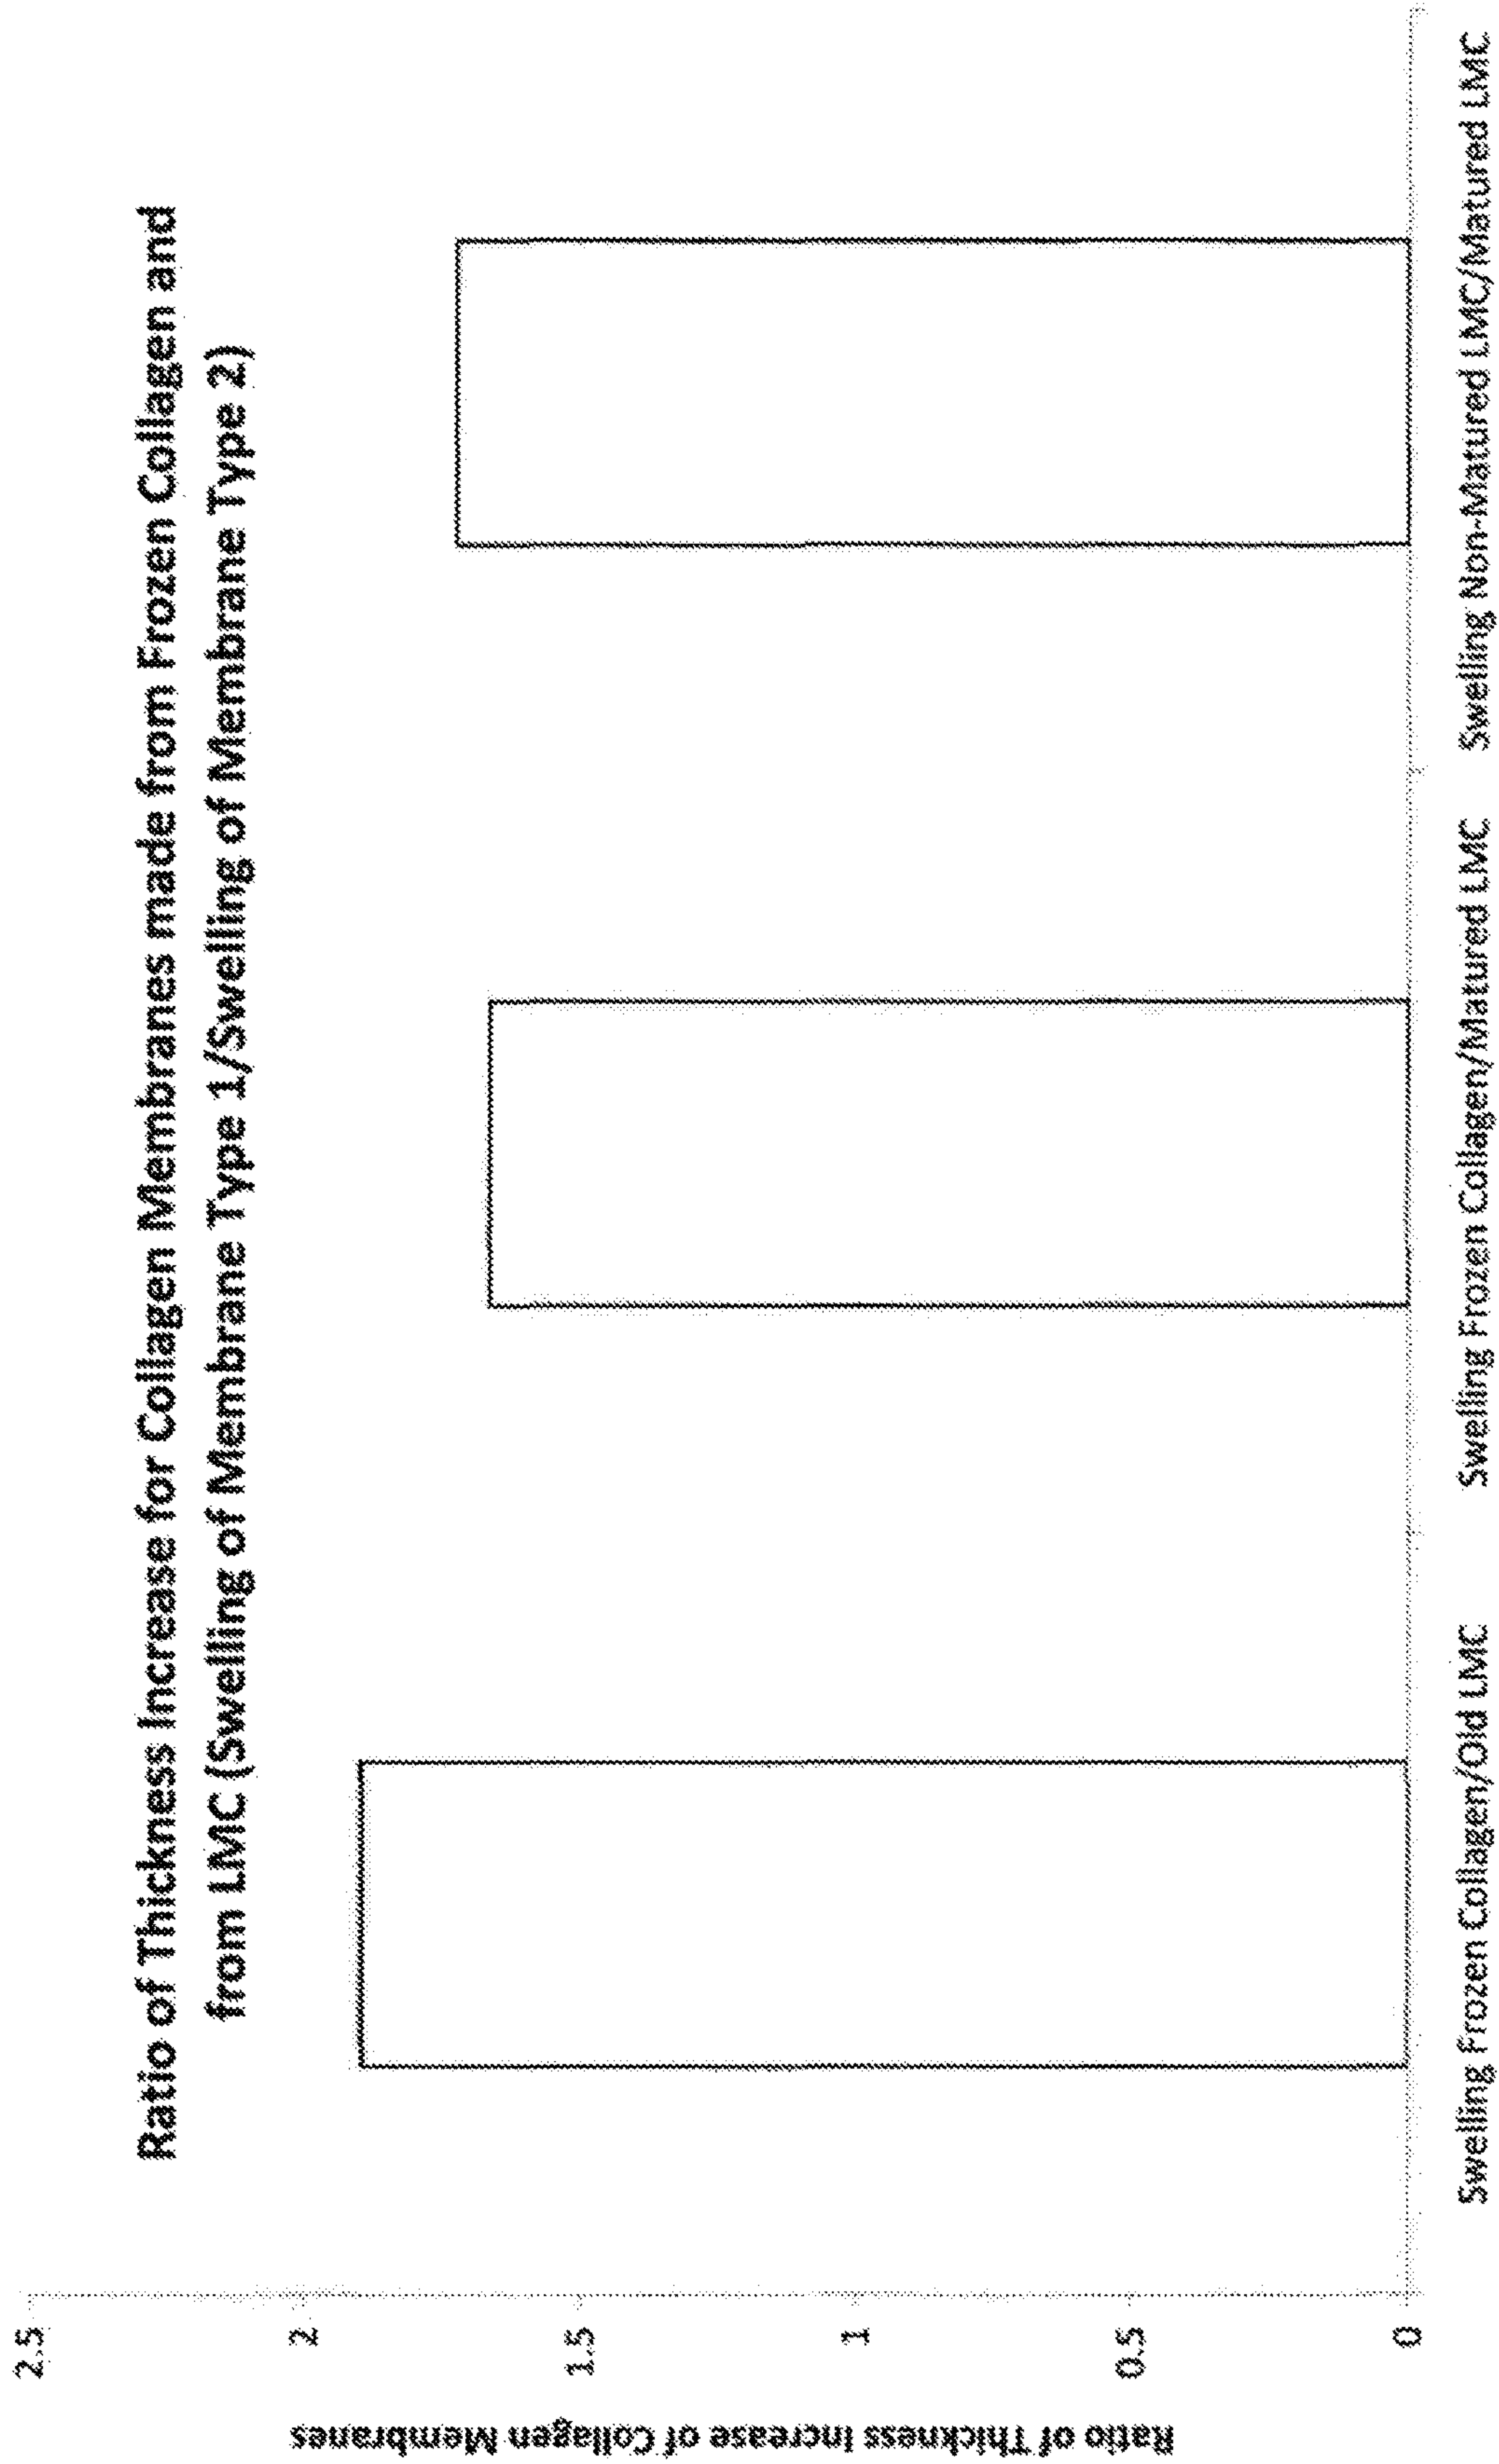 Ratio of Thickness Increase for Collagen Membranes made from Frozen Collagen and
from LMC (Swelling of Membrane Type 1/Swelling of Membrane Type 2)
Ratio of Thickness Increase of Collagen Membranes
2.5
2
1.5
1
0.5
0
Swelling Frozen Collagen/Old LMC
Swelling Frozen Collagen/Matured LMC
Swelling Non-Matured LMC/Matured LMC